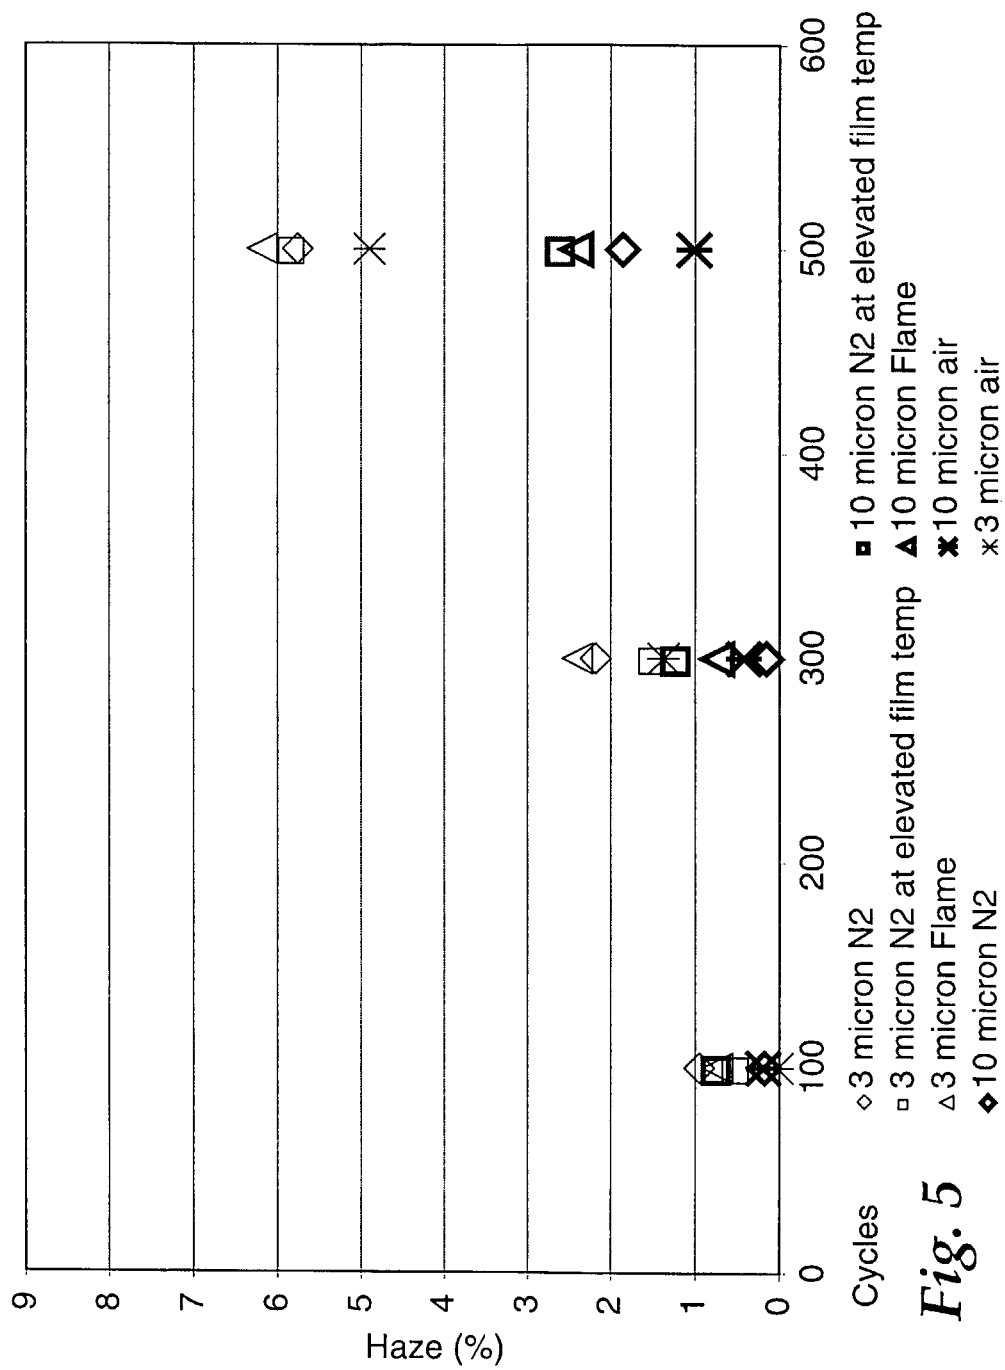 Haze (%)
9
8
7
6
5
4
3
2
1
0
0
100
200
300
400
500
600
Cycles
3 micron N2
3 micron N2 at elevated film temp
3 micron Flame
10 micron N2
10 micron N2 at elevated film temp
10 micron Flame
10 micron air
3 micron air
Fig. 5